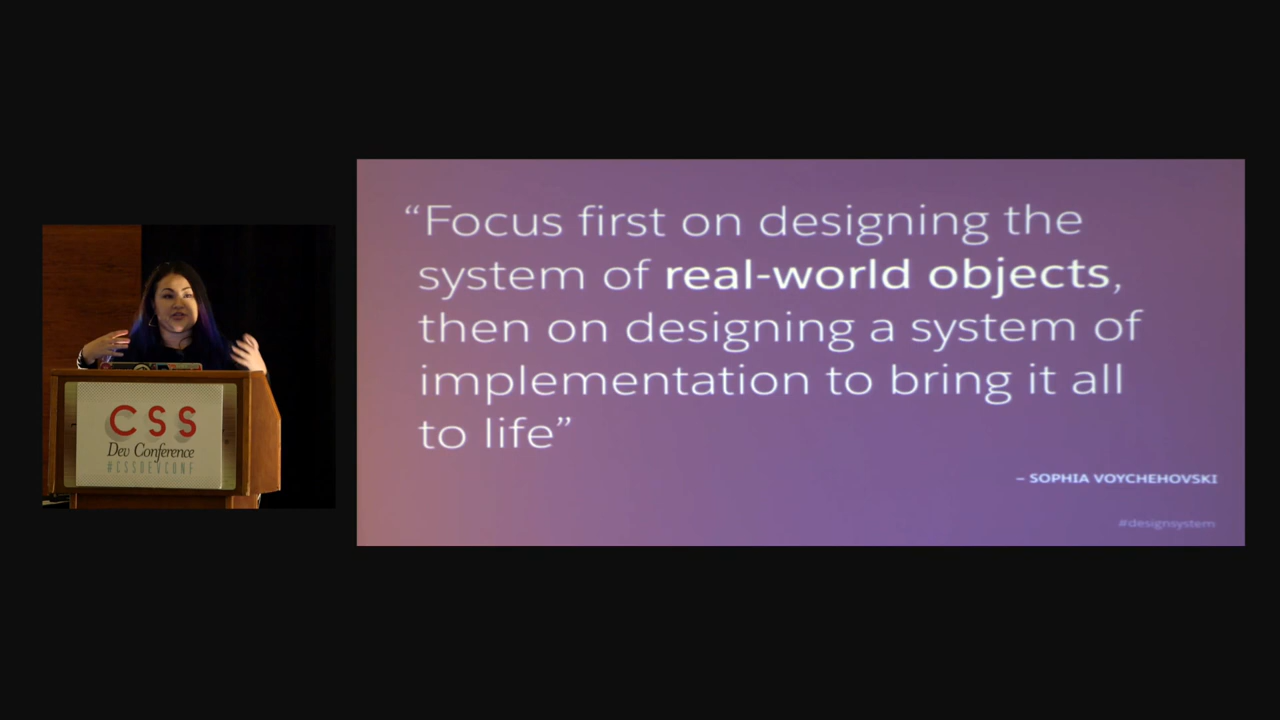 CSS
Dev Conference
#CSSDEVCONF
“Focus first on designing the
system of real-world objects,
then on designing a system of
implementation to bring it all
to life”
– SOPHIA VOYCHEHOVSKI
#designsystem